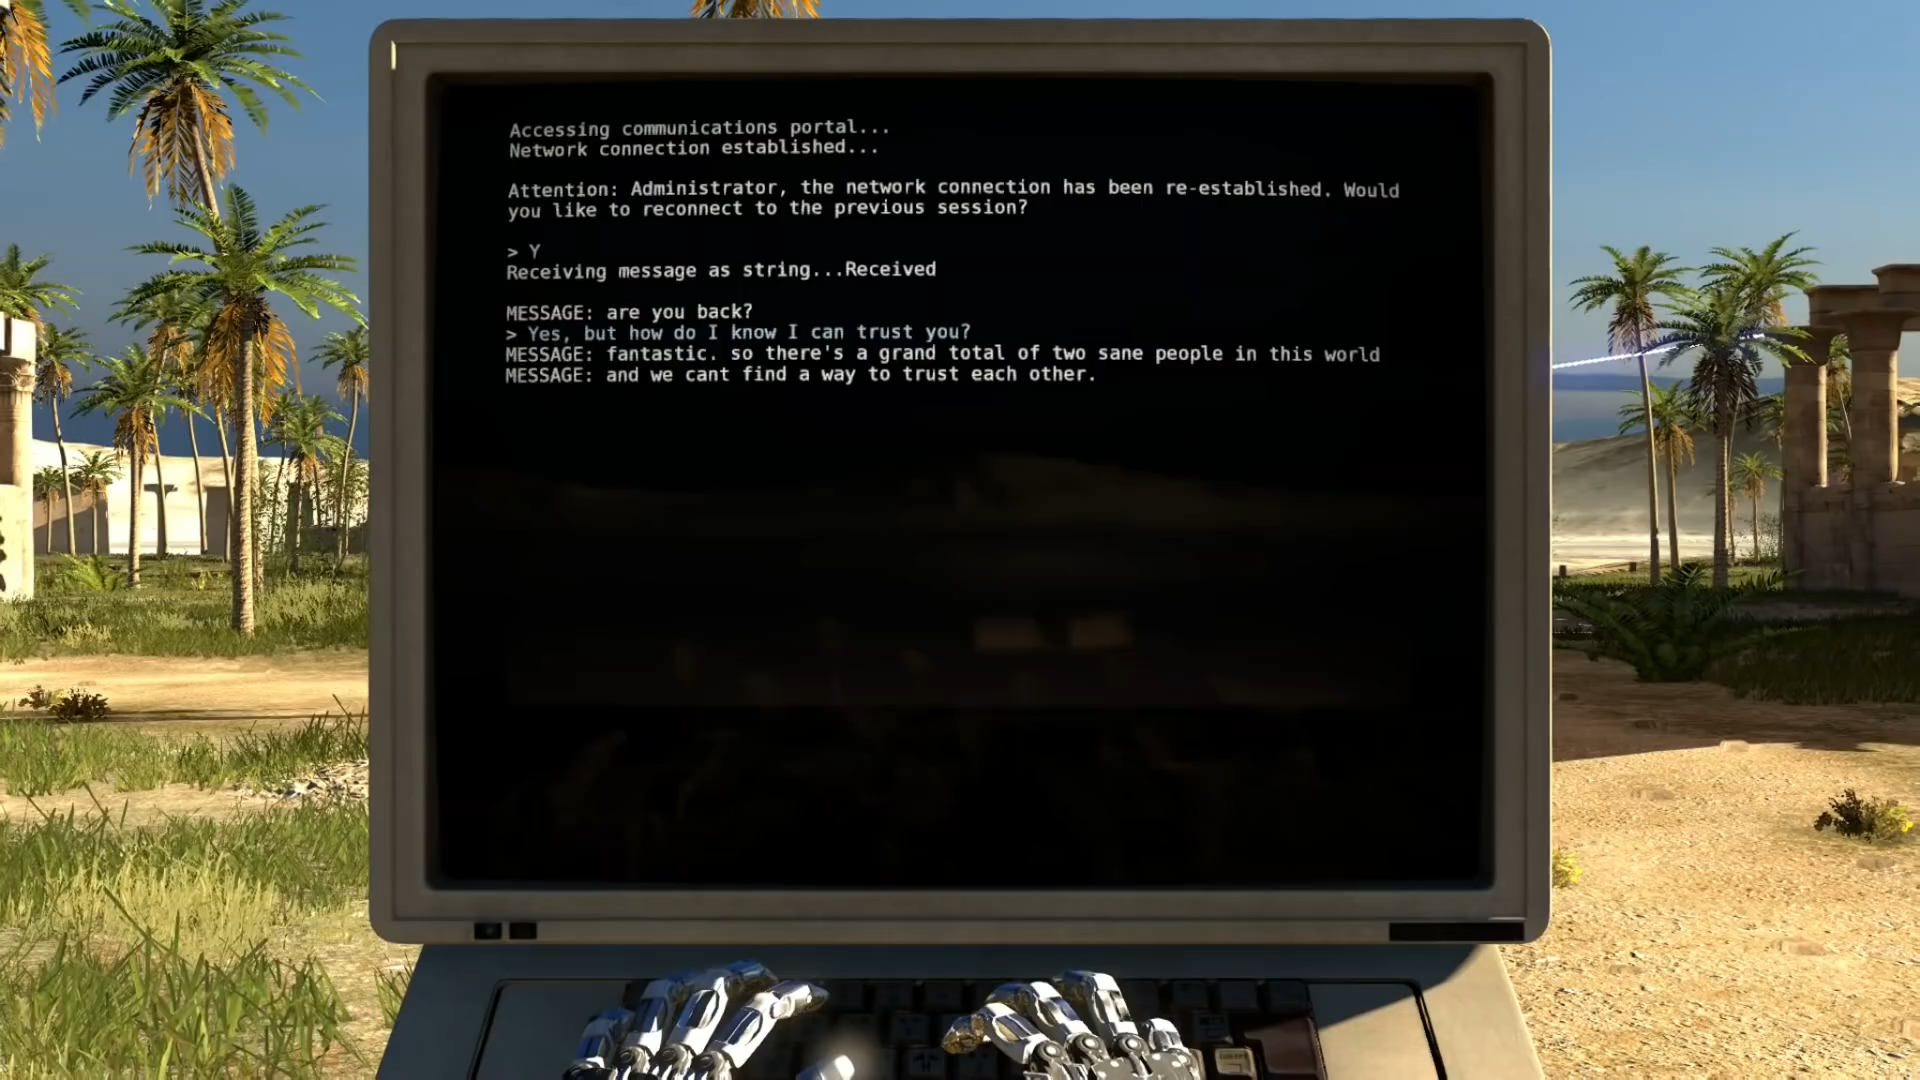 Accessing communications portal...
Network connection established...
Attention: Administrator, the network connection has been re-established. Would
you like to reconnect to the previous session?
> Y
Receiving message as string...Received
MESSAGE: are you back?
> Yes, but how do I know I can trust you?
MESSAGE: fantastic. so there's a grand total of two sane people in this world
MESSAGE: and we cant find a way to trust each other.